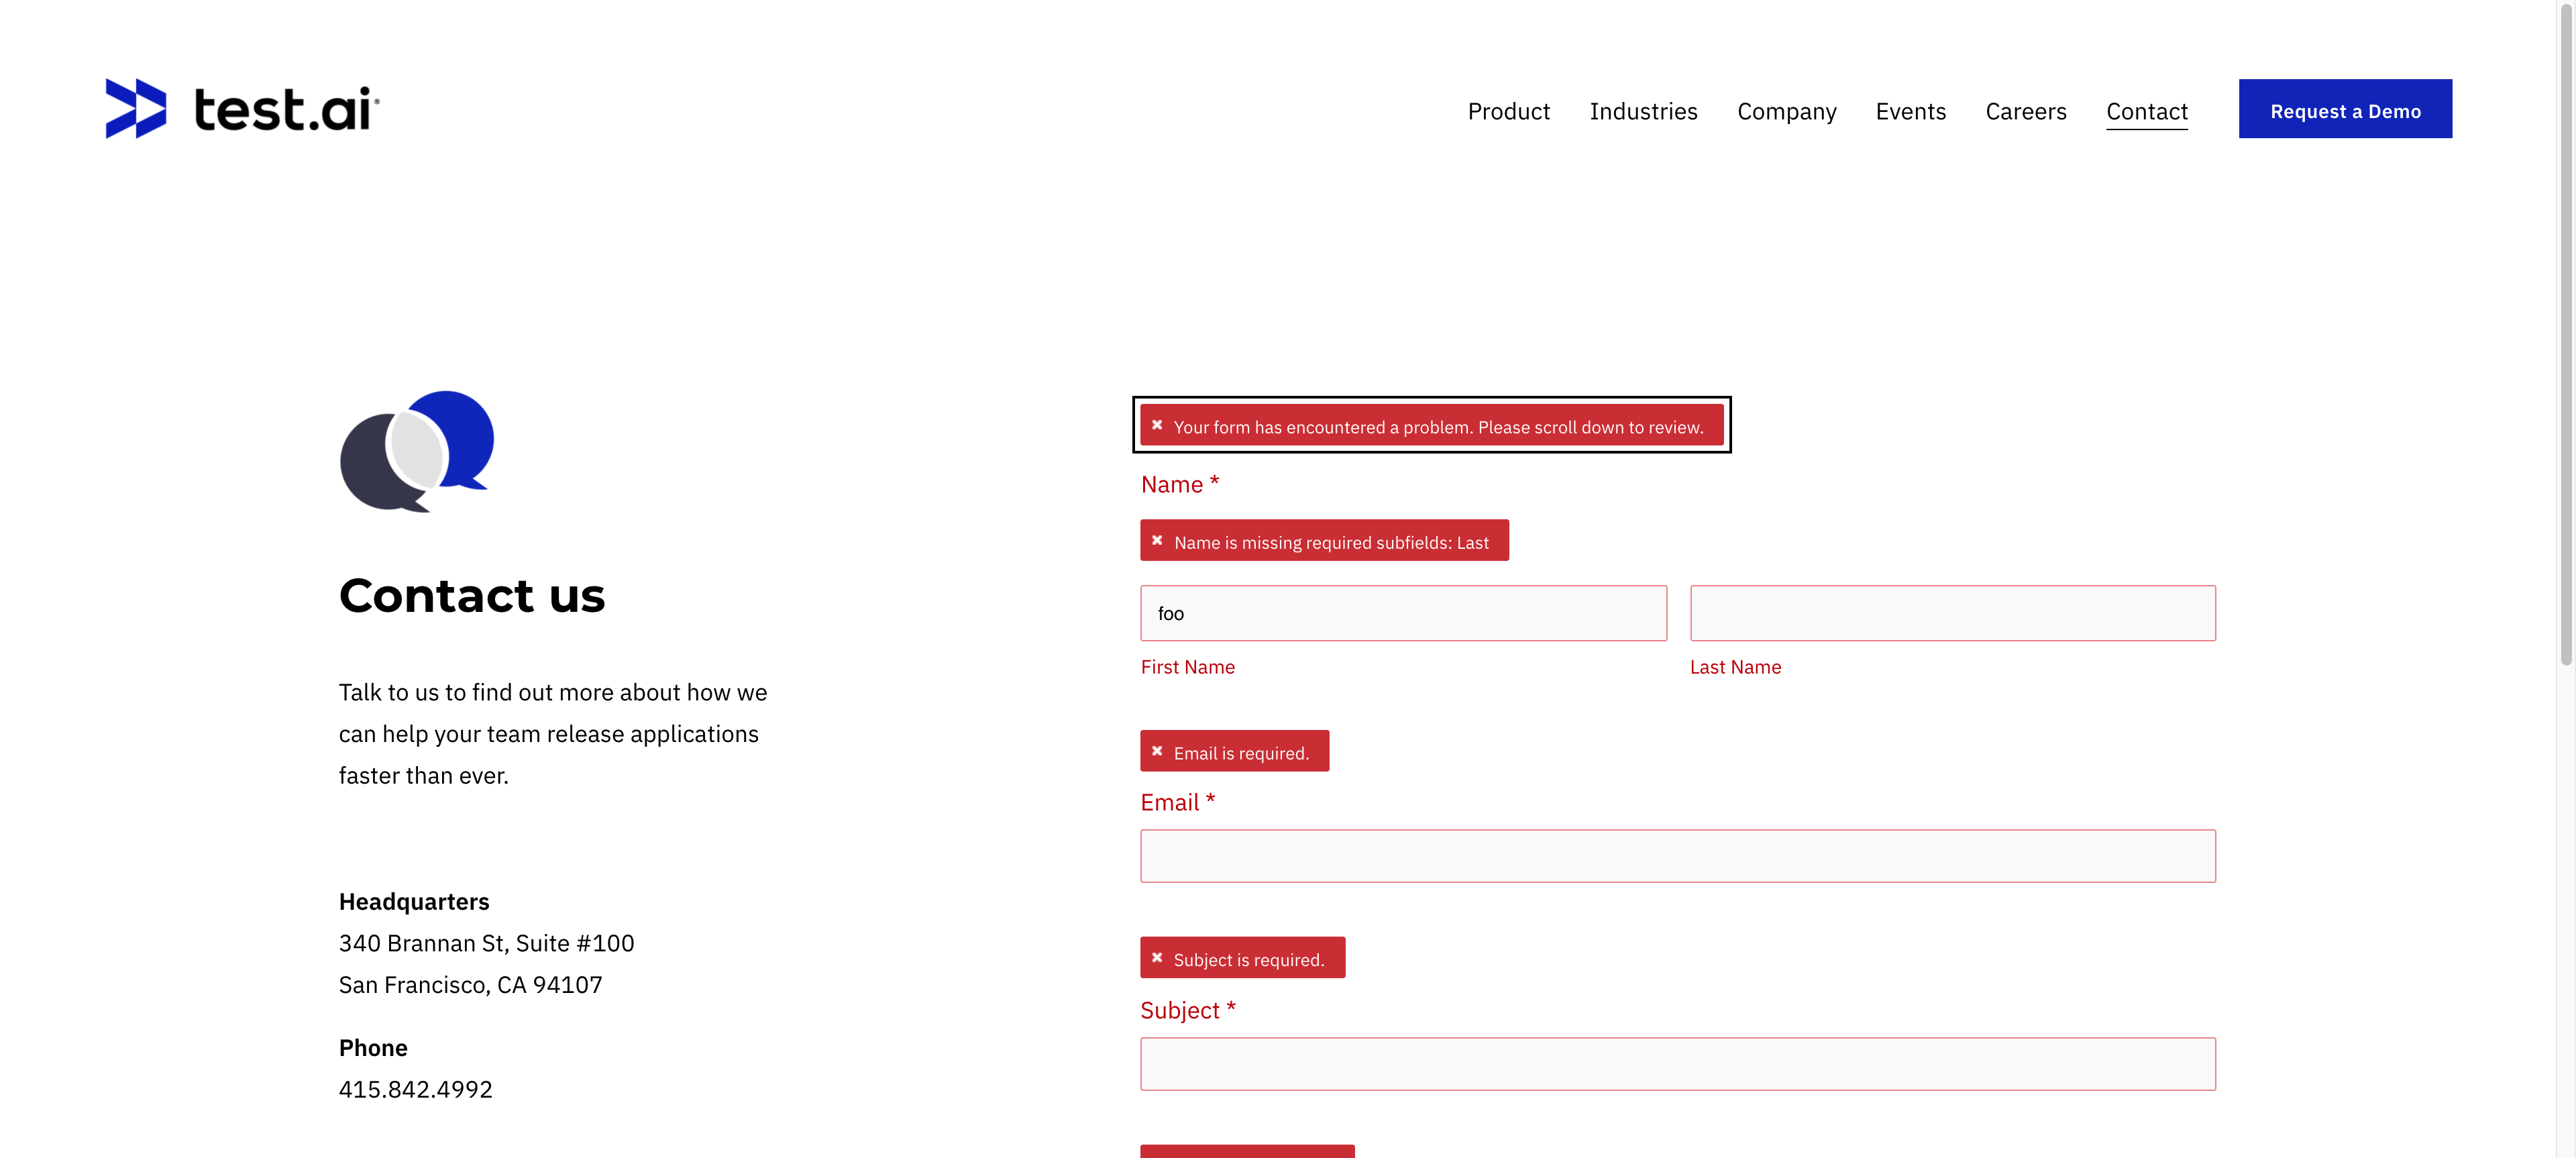 test.ai
Product Industries Company Events Careers Contact Request a Demo
Your form has encountered a problem. Please scroll down to review.
Name *
Name is missing required subfields: Last
foo
First Name Last Name
Email is required.
Email *
Subject is required.
Subject *
Contact us
Talk to us to find out more about how we
can help your team release applications
faster than ever.
Headquarters
340 Brannan St, Suite #100
San Francisco, CA 94107
Phone
415.842.4992